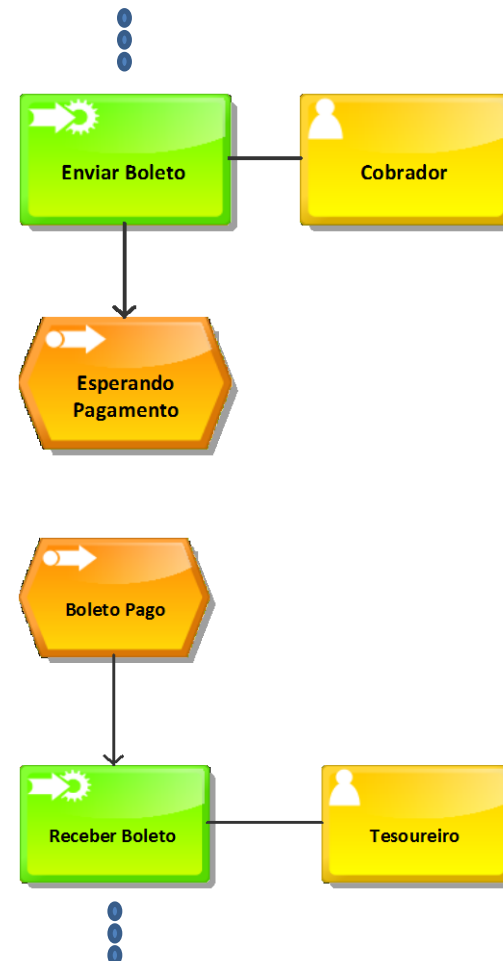 Enviar Boleto
Cobrador
Esperando
Pagamento
Boleto Pago
Receber Boleto
Tesoureiro